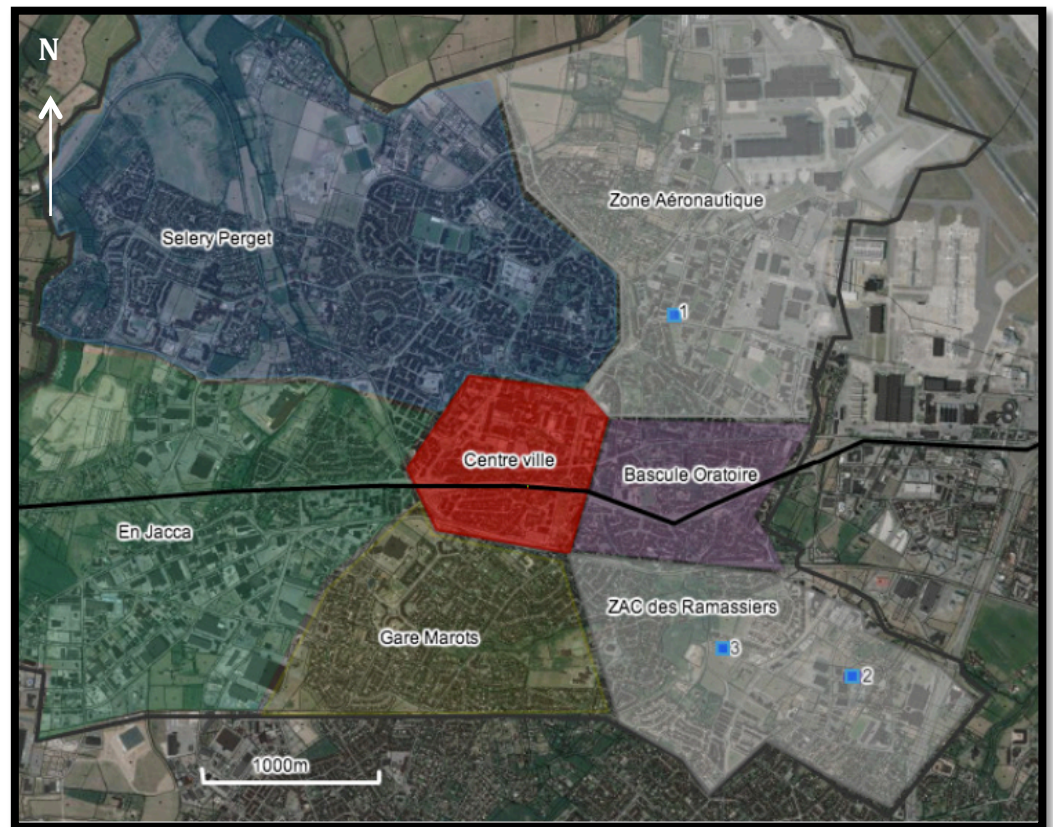 N
Zone Aéronautique
Selery Perget
1
Centre ville
Bascule Oratoire
En Jacca
ZAC des Ramassiers
Gare Marots
3
2
1000m